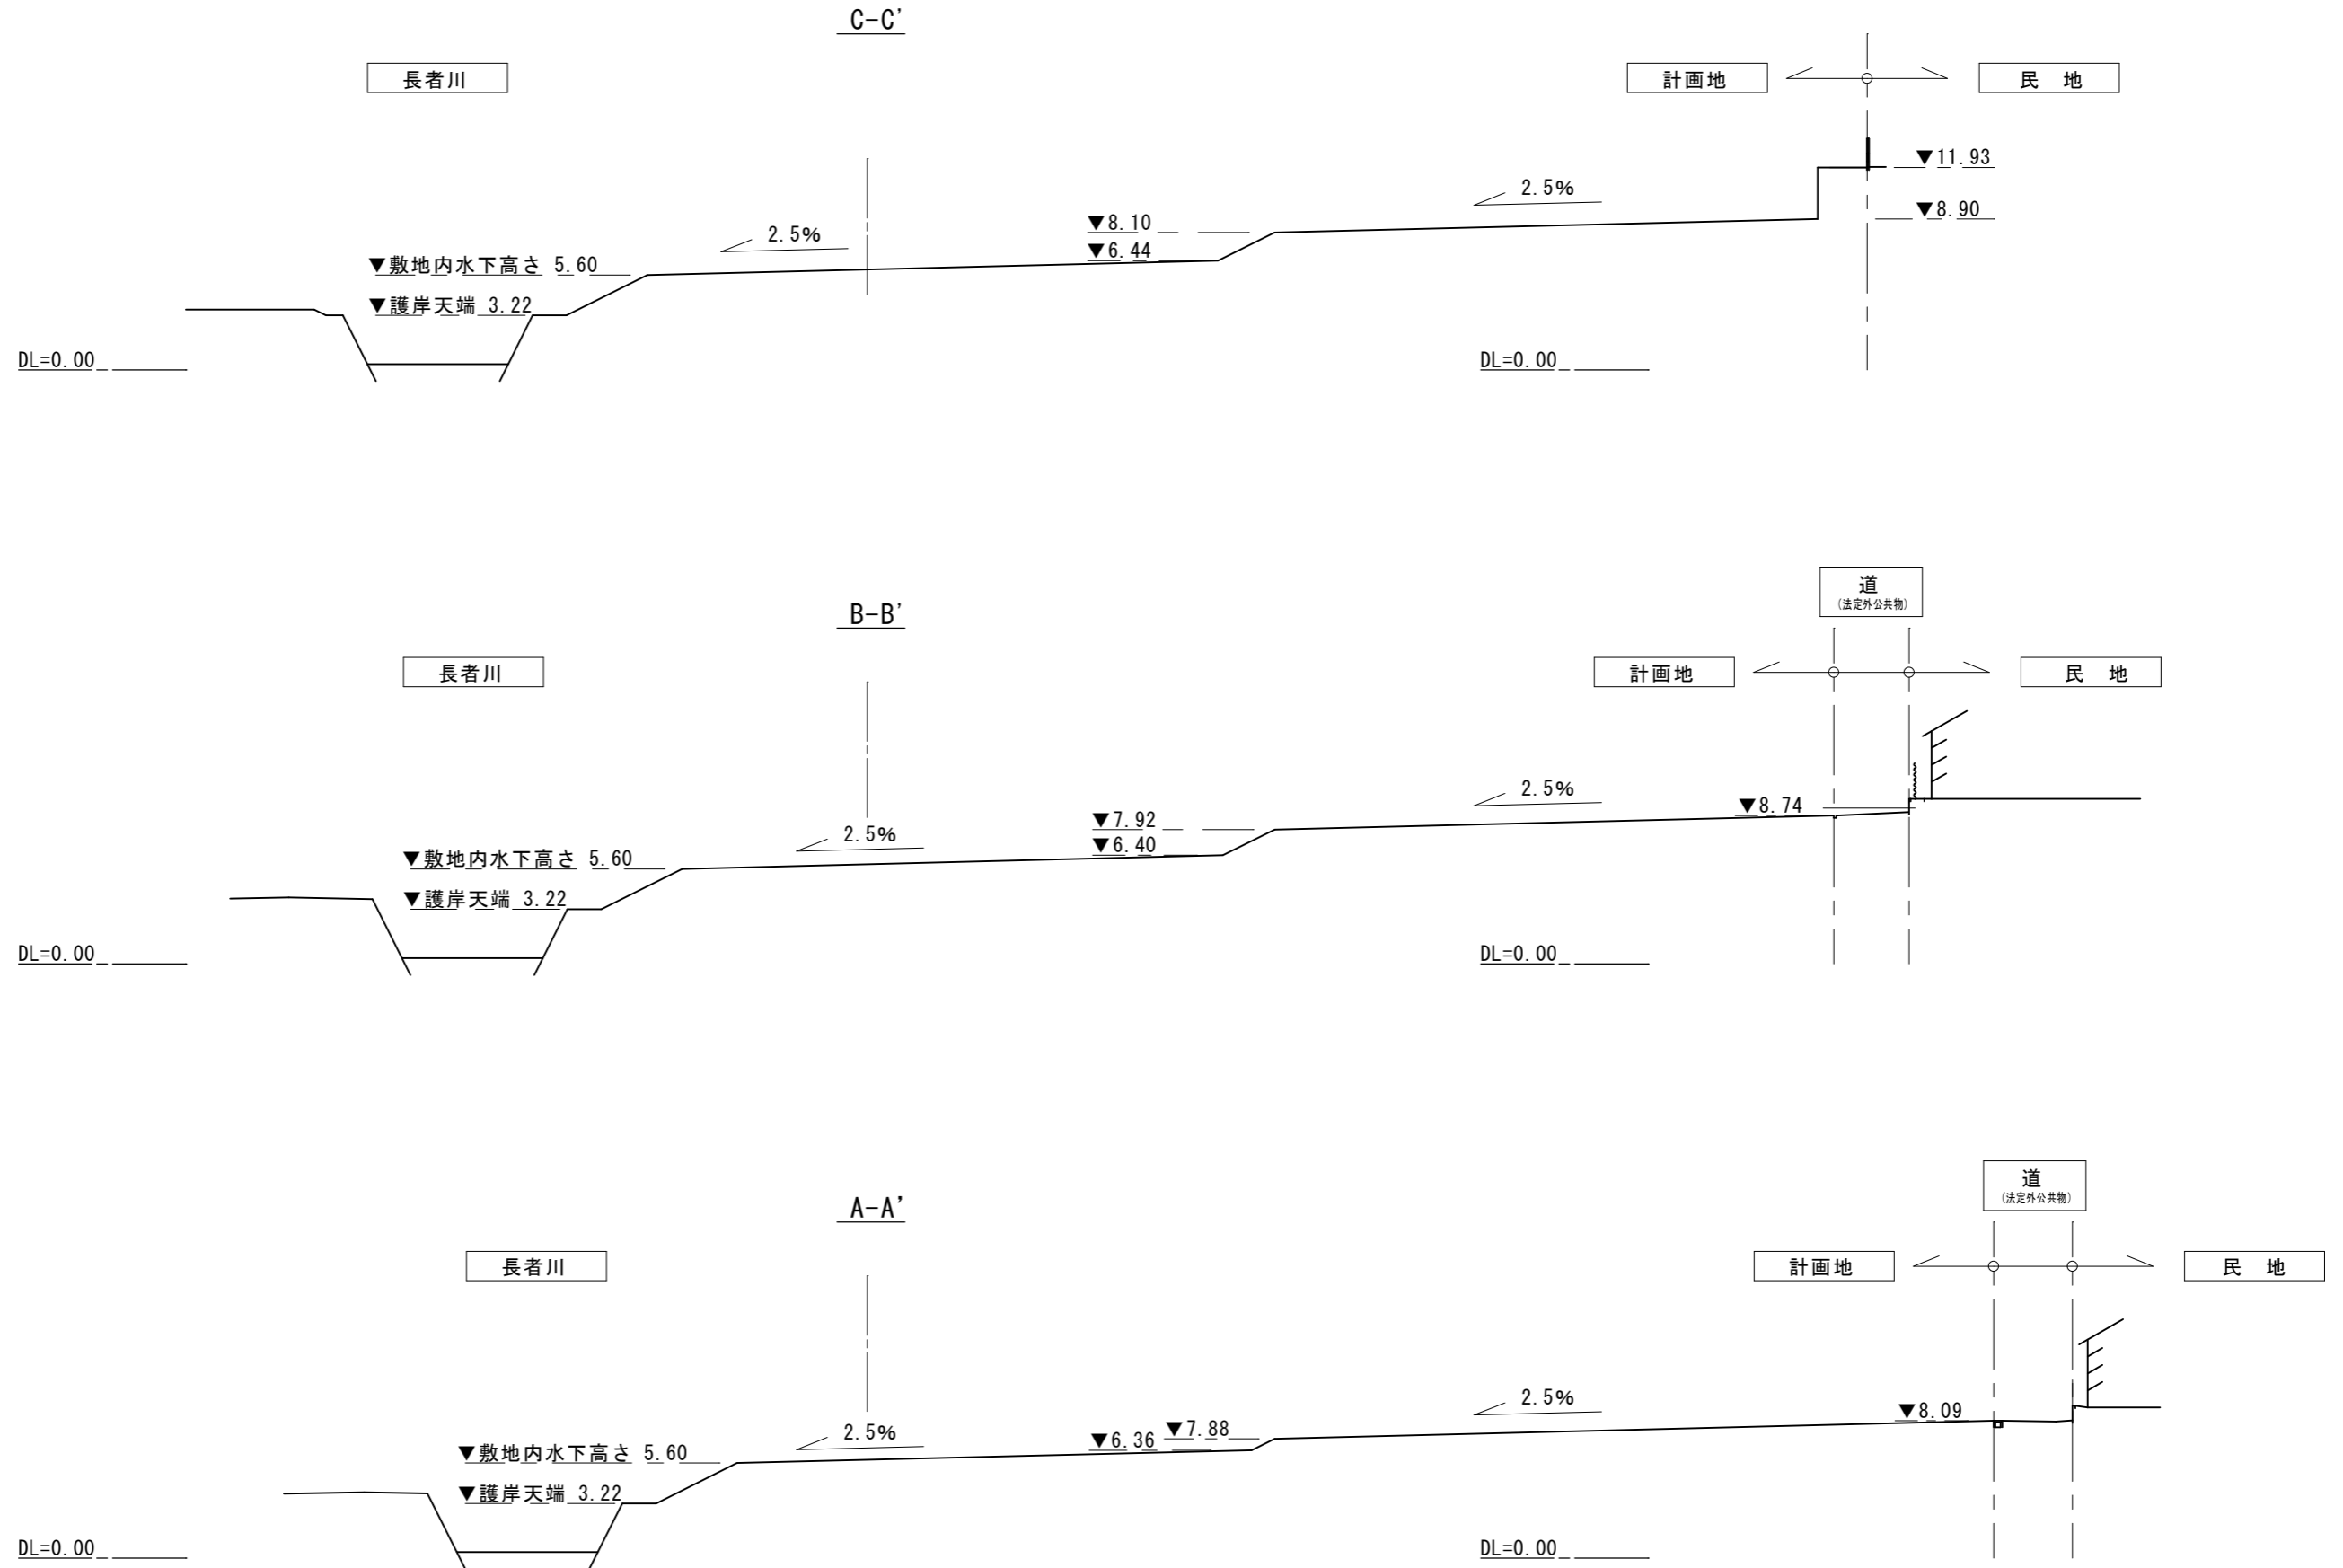 C-C'
長者川
計画地
民　地
▼11.93
2.5%
▼8.90
▼8.10
2.5%
▼6.44
▼敷地内水下高さ 5.60
▼護岸天端 3.22
DL=0.00
DL=0.00
道
(法定外公共物)
B-B'
長者川
計画地
民　地
2.5%
▼8.74
▼7.92
2.5%
▼6.40
▼敷地内水下高さ 5.60
▼護岸天端 3.22
DL=0.00
DL=0.00
道
(法定外公共物)
A-A'
長者川
計画地
民　地
2.5%
▼8.09
▼7.88
2.5%
▼6.36
▼敷地内水下高さ 5.60
▼護岸天端 3.22
DL=0.00
DL=0.00